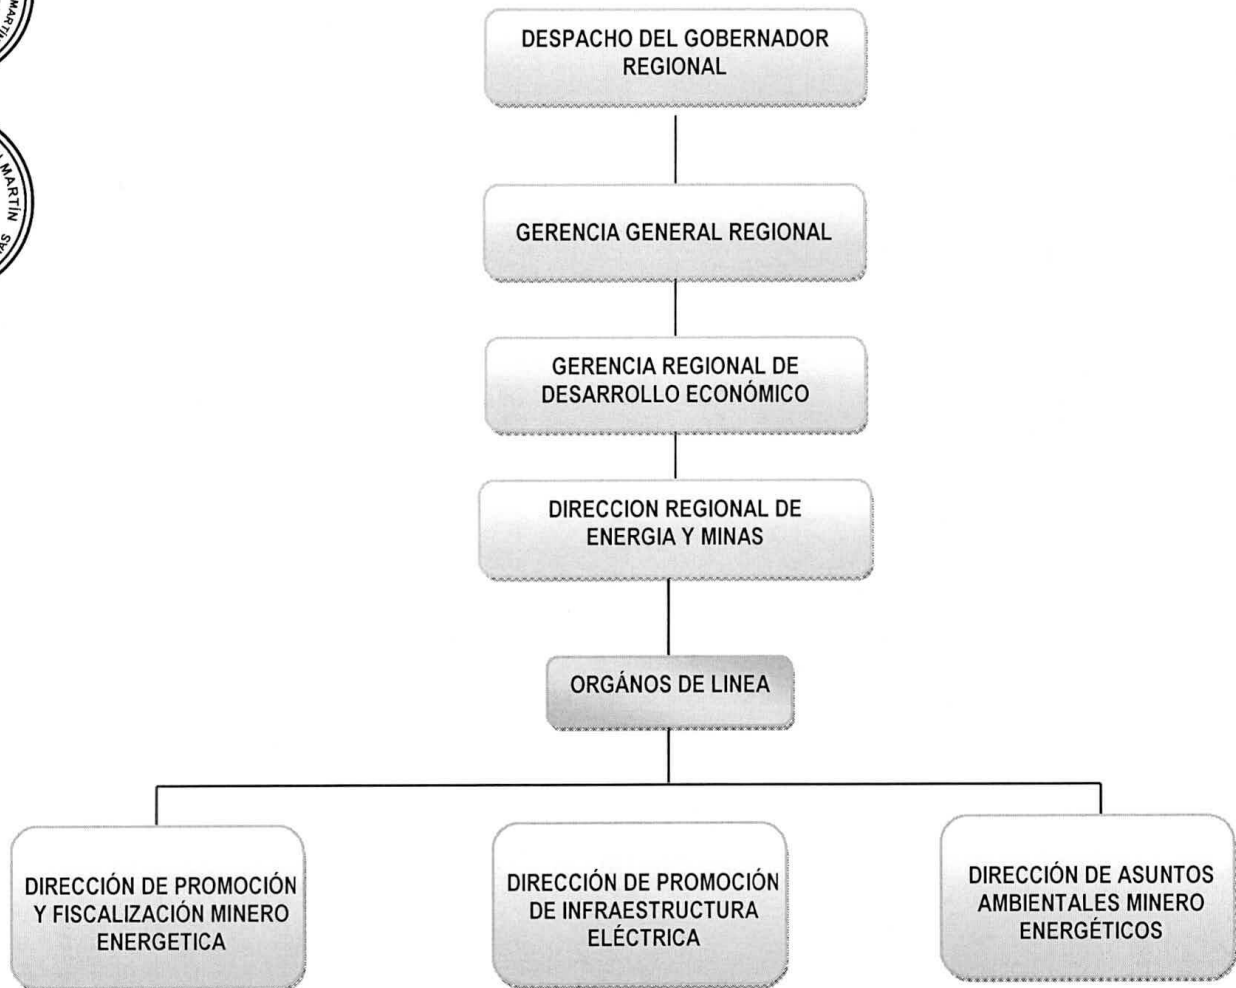 MARTÍN
MARTÍN
DESPACHO DEL GOBERNADOR
REGIONAL
GERENCIA GENERAL REGIONAL
GERENCIA REGIONAL DE
DESARROLLO ECONÓMICO
DIRECCION REGIONAL DE
ENERGIA Y MINAS
ORGÁNOS DE LINEA
DIRECCIÓN DE PROMOCIÓN
Y FISCALIZACIÓN MINERO
ENERGETICA
DIRECCIÓN DE PROMOCIÓN
DE INFRAESTRUCTURA
ELÉCTRICA
DIRECCIÓN DE ASUNTOS
AMBIENTALES MINERO
ENERGÉTICOS